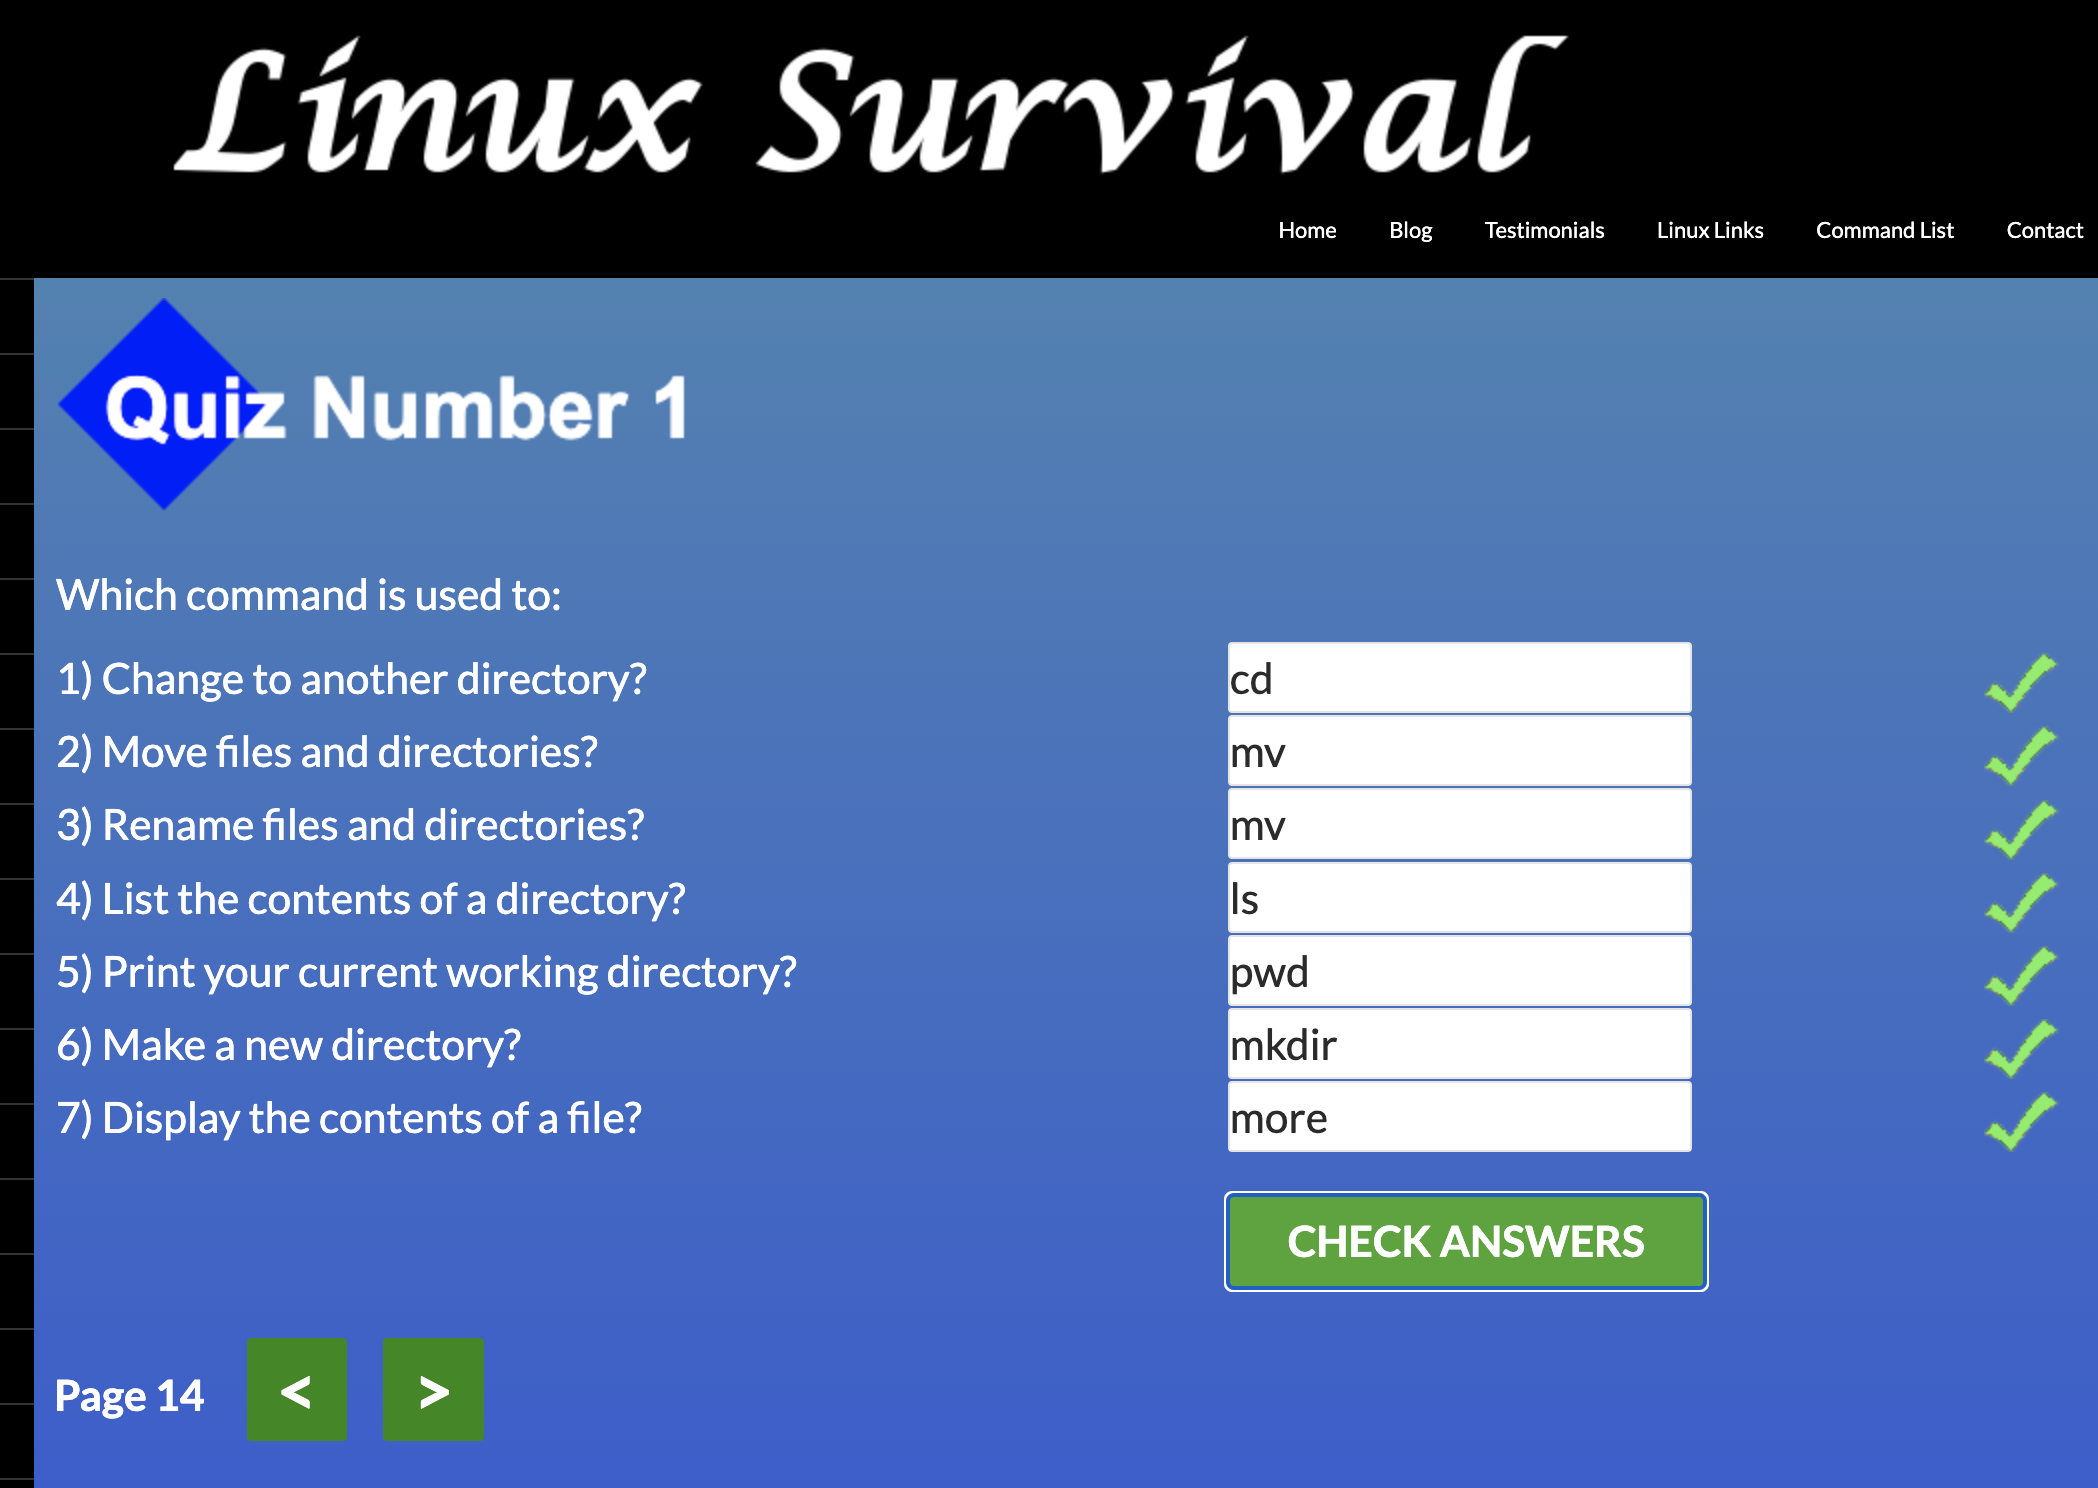 Linux Survival
Home Blog Testimonials Linux Links Command List Contact
Quiz Number 1
Which command is used to:
1) Change to another directory? cd
2) Move files and directories? mv
3) Rename files and directories? mv
4) List the contents of a directory? ls
5) Print your current working directory? pwd
6) Make a new directory? mkdir
7) Display the contents of a file? more
CHECK ANSWERS
Page 14 < >